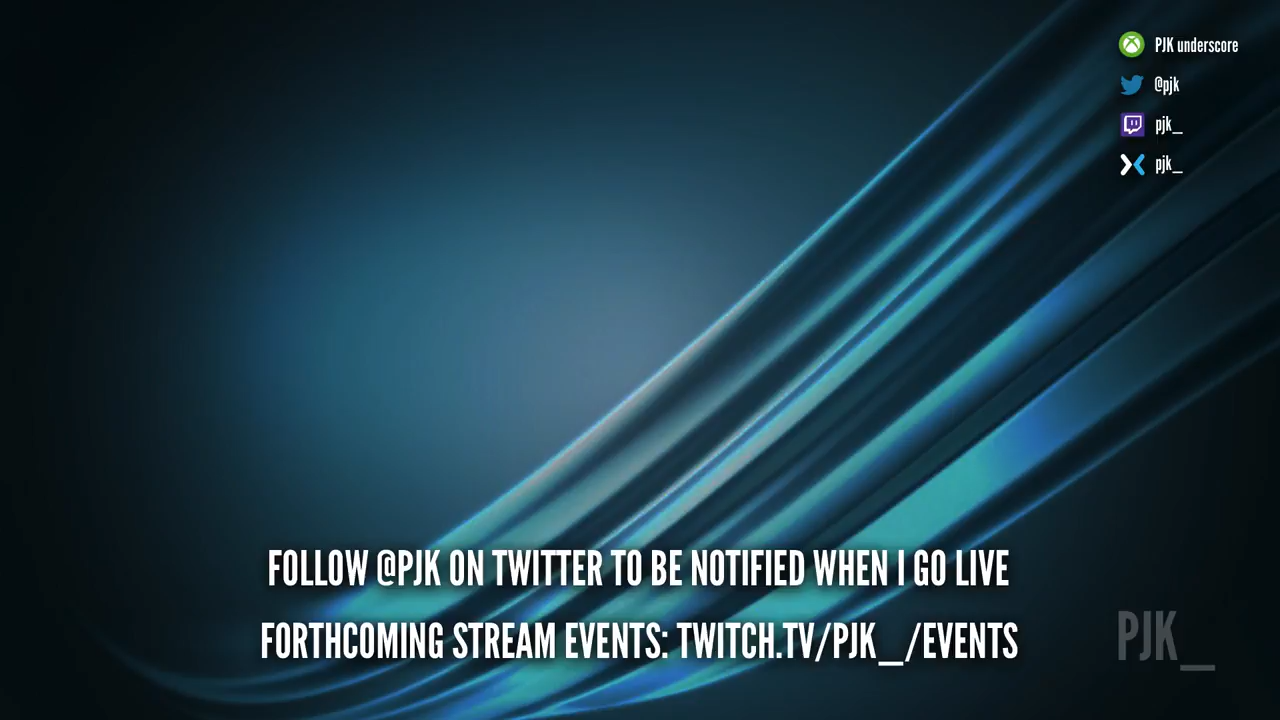 PJK underscore
@pjk
pjk_
pjk_
FOLLOW @PJK ON TWITTER TO BE NOTIFIED WHEN I GO LIVE
FORTHCOMING STREAM EVENTS: TWITCH.TV/PJK_/EVENTS
PJK_